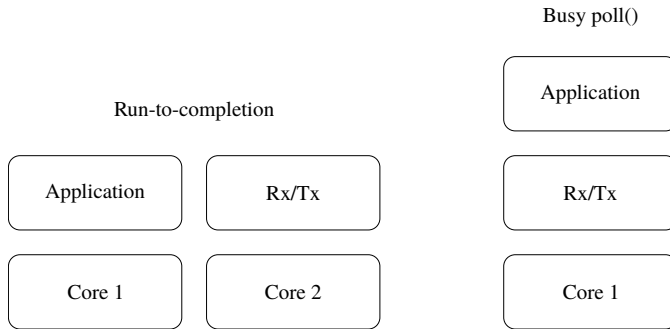 Busy poll()
Application
Run-to-completion
Application
Rx/Tx
Rx/Tx
Core 1
Core 2
Core 1